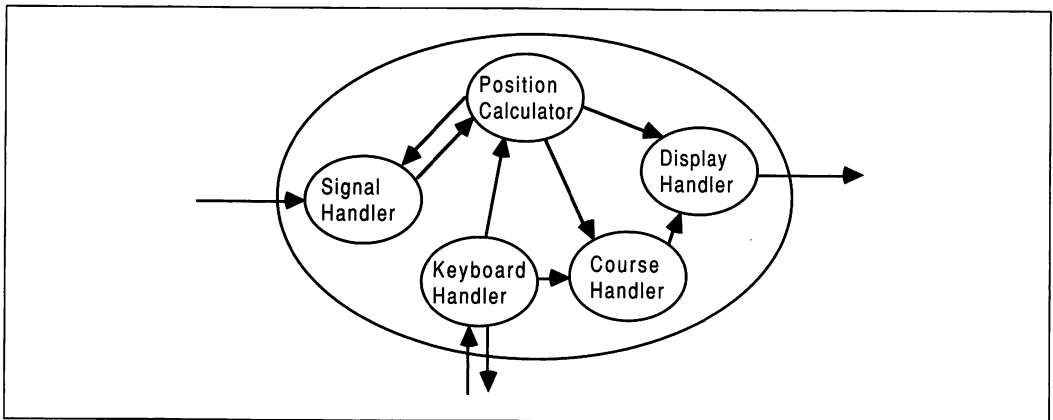 Position
Calculator
Signal
Handler
Display
Handler
Keyboard
Handler
Course
Handler